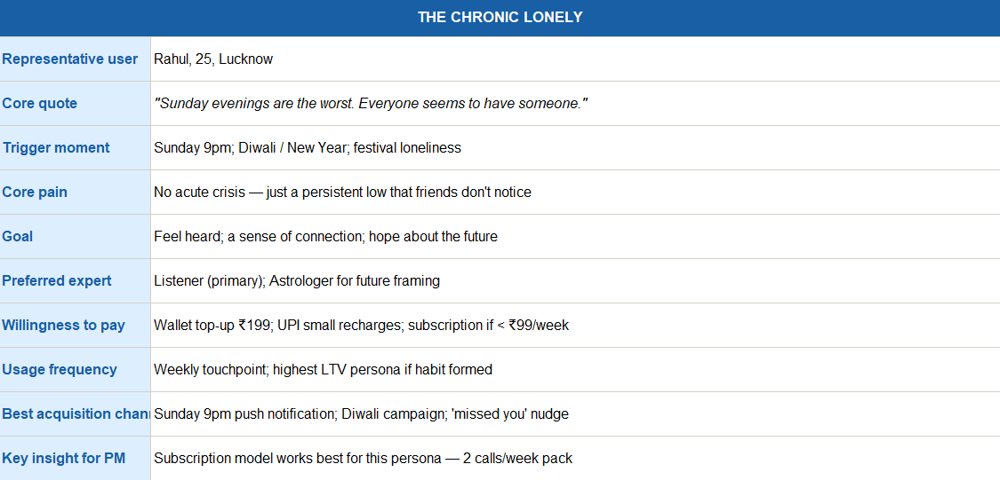 THE CHRONIC LONELY
Representative user Rahul, 25, Lucknow
Core quote "Sunday evenings are the worst. Everyone seems to have someone."
Trigger moment Sunday 9pm; Diwali / New Year; festival loneliness
Core pain No acute crisis — just a persistent low that friends don't notice
Goal Feel heard; a sense of connection; hope about the future
Preferred expert Listener (primary); Astrologer for future framing
Willingness to pay Wallet top-up ₹199; UPI small recharges; subscription if < ₹99/week
Usage frequency Weekly touchpoint; highest LTV persona if habit formed
Best acquisition chan Sunday 9pm push notification; Diwali campaign; 'missed you' nudge
Key insight for PM Subscription model works best for this persona — 2 calls/week pack